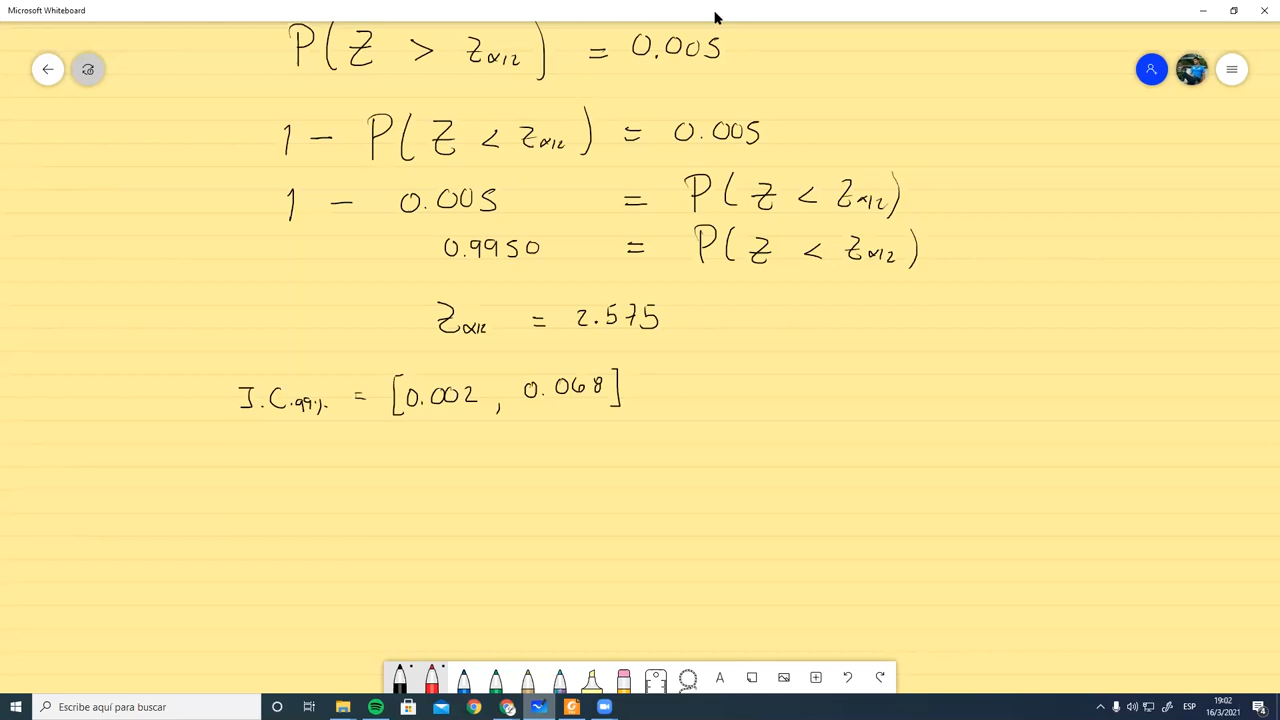 Microsoft Whiteboard
P( Z > zα/2 ) = 0.005
1 - P( Z < zα/2 ) = 0.005
1 - 0.005 = P( Z < Zα/2 )
0.9950 = P( Z < Zα/2 )
Zα/2 = 2.575
I.C.99%. = [0.002 , 0.068]
A
Escribe aquí para buscar
ESP
19:02
16/3/2021